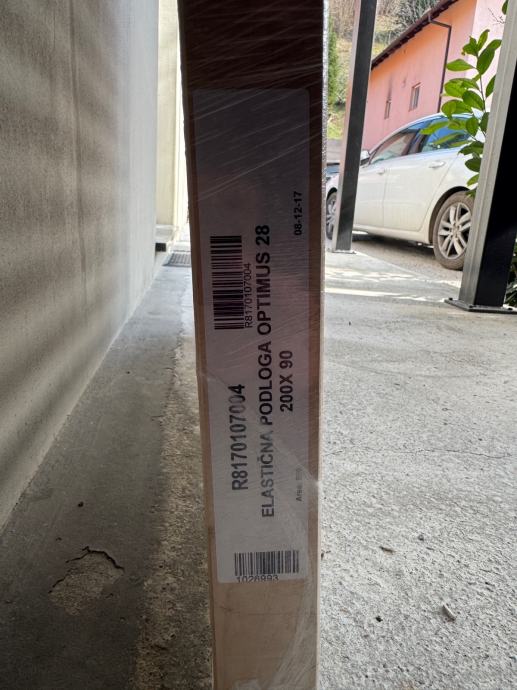 R8170107004
R8170107004
ELASTIČNA PODLOGA OPTIMUS 28
200X 90
08-12-17
1026993